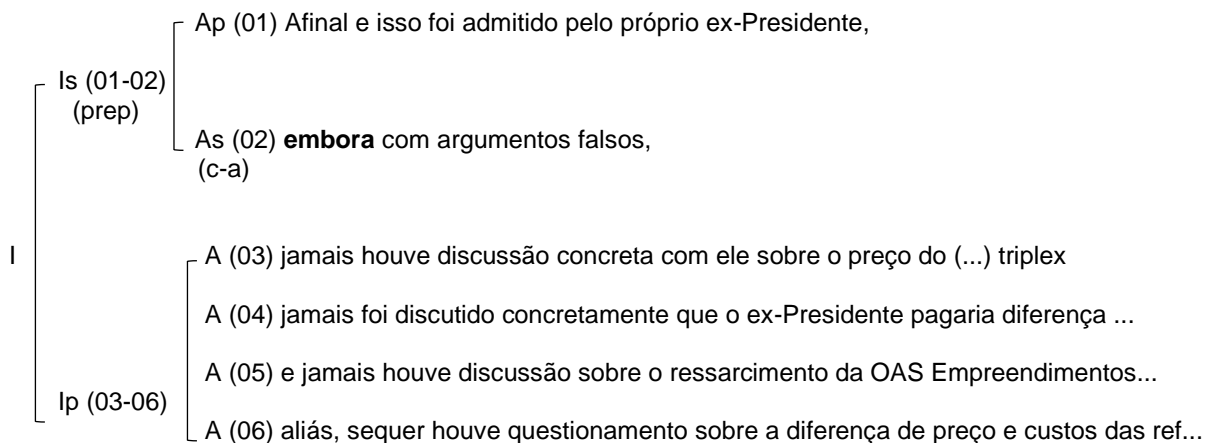 Ap (01) Afinal e isso foi admitido pelo próprio ex-Presidente,
Is (01-02)
(prep)
As (02) embora com argumentos falsos,
(c-a)
I
A (03) jamais houve discussão concreta com ele sobre o preço do (...) triplex
A (04) jamais foi discutido concretamente que o ex-Presidente pagaria diferença ...
A (05) e jamais houve discussão sobre o ressarcimento da OAS Empreendimentos...
Ip (03-06)
A (06) aliás, sequer houve questionamento sobre a diferença de preço e custos das ref...